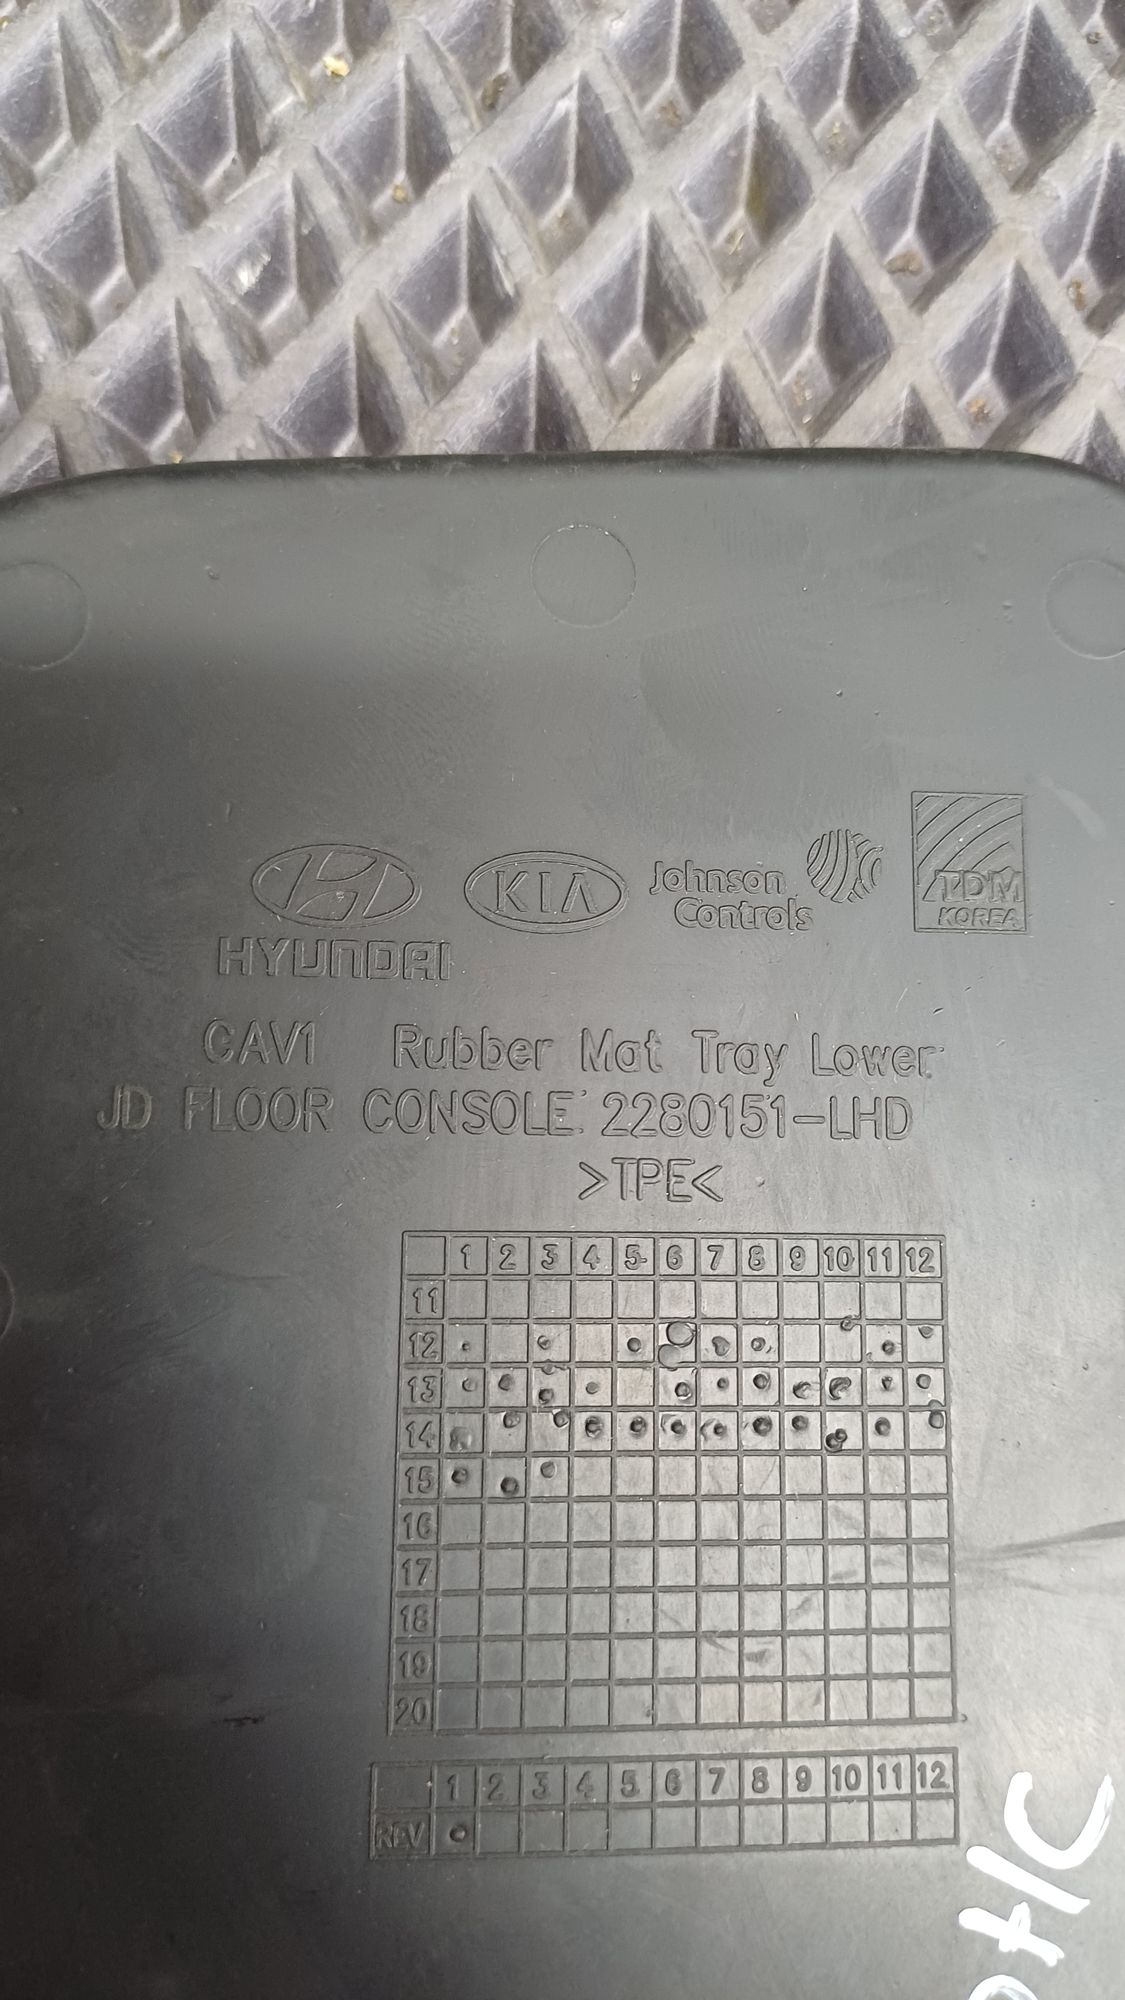 KIA
Johnson
Controls
TDM
KOREA
HYUNDAI
CAV1 Rubber Mat Tray Lower
JD FLOOR CONSOLE 2280151-LHD
>TPE<
1 2 3 4 5 6 7 8 9 10 11 12
11
12
13
14
15
16
17
18
19
20
1 2 3 4 5 6 7 8 9 10 11 12
REV